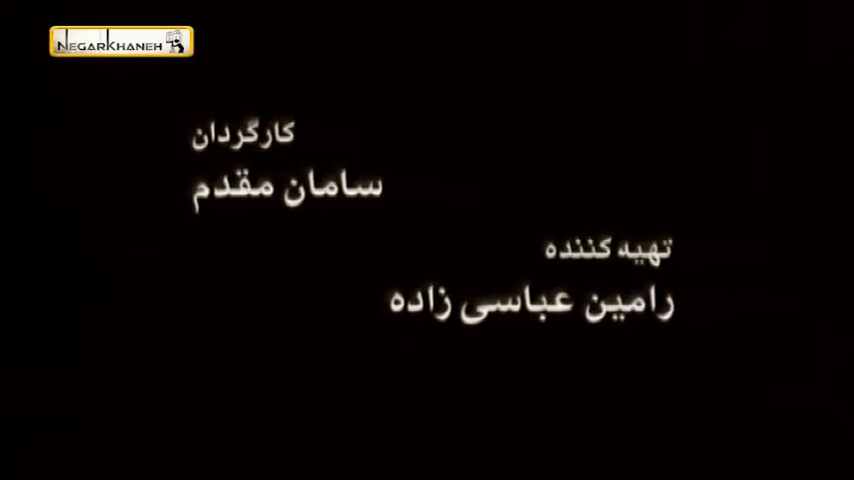 NEGARKHANEH
کارگردان
سامان مقدم
تهیه کننده
رامین عباسی زاده